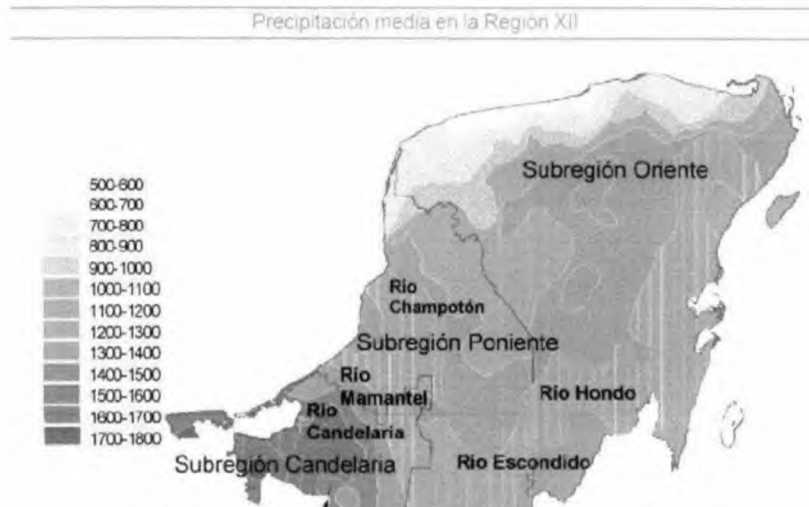 Precipitación media en la Región XII
500-600
600-700
700-800
800-900
900-1000
1000-1100
1100-1200
1200-1300
1300-1400
1400-1500
1500-1600
1600-1700
1700-1800
Subregión Oriente
Río
Champotón
Subregión Poniente
Río
Mamantel
Río
Candelaria
Subregión Candelaria
Río Hondo
Río Escondido